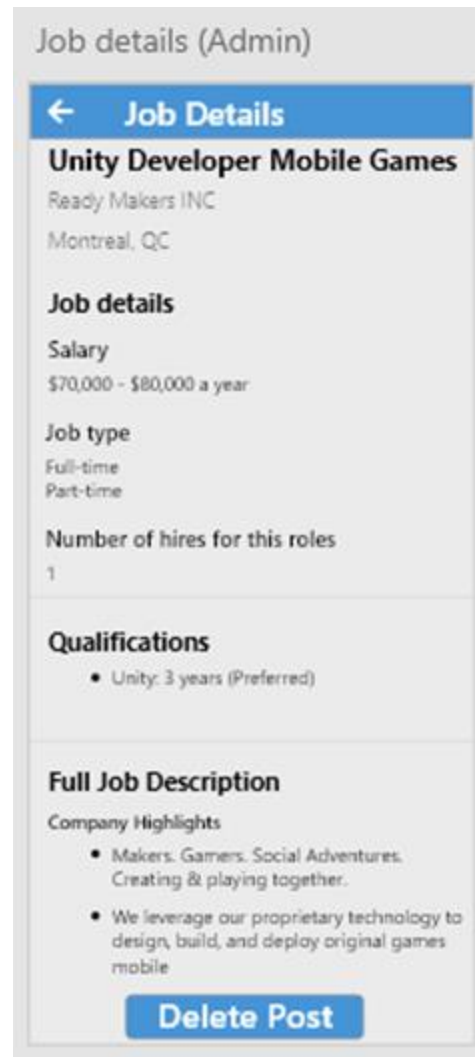 Job details (Admin)
Job Details
Unity Developer Mobile Games
Ready Makers INC
Montreal, QC
Job details
Salary
$70,000 - $80,000 a year
Job type
Full-time
Part-time
Number of hires for this roles
1
Qualifications
• Unity: 3 years (Preferred)
Full Job Description
Company Highlights
• Makers. Gamers. Social Adventures.
Creating & playing together.
• We leverage our proprietary technology to
design, build, and deploy original games
mobile
Delete Post